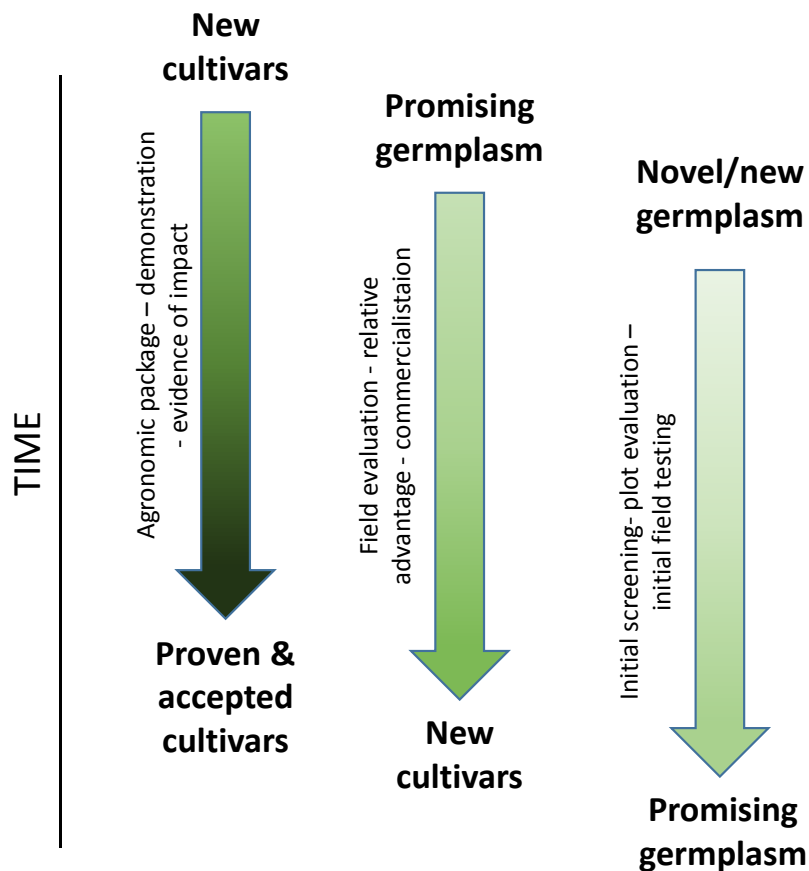 TIME
New
cultivars
Agronomic package – demonstration
- evidence of impact
Proven &
accepted
cultivars
Promising
germplasm
Field evaluation - relative
advantage - commercialistaion
New
cultivars
Novel/new
germplasm
Initial screening- plot evaluation –
initial field testing
Promising
germplasm